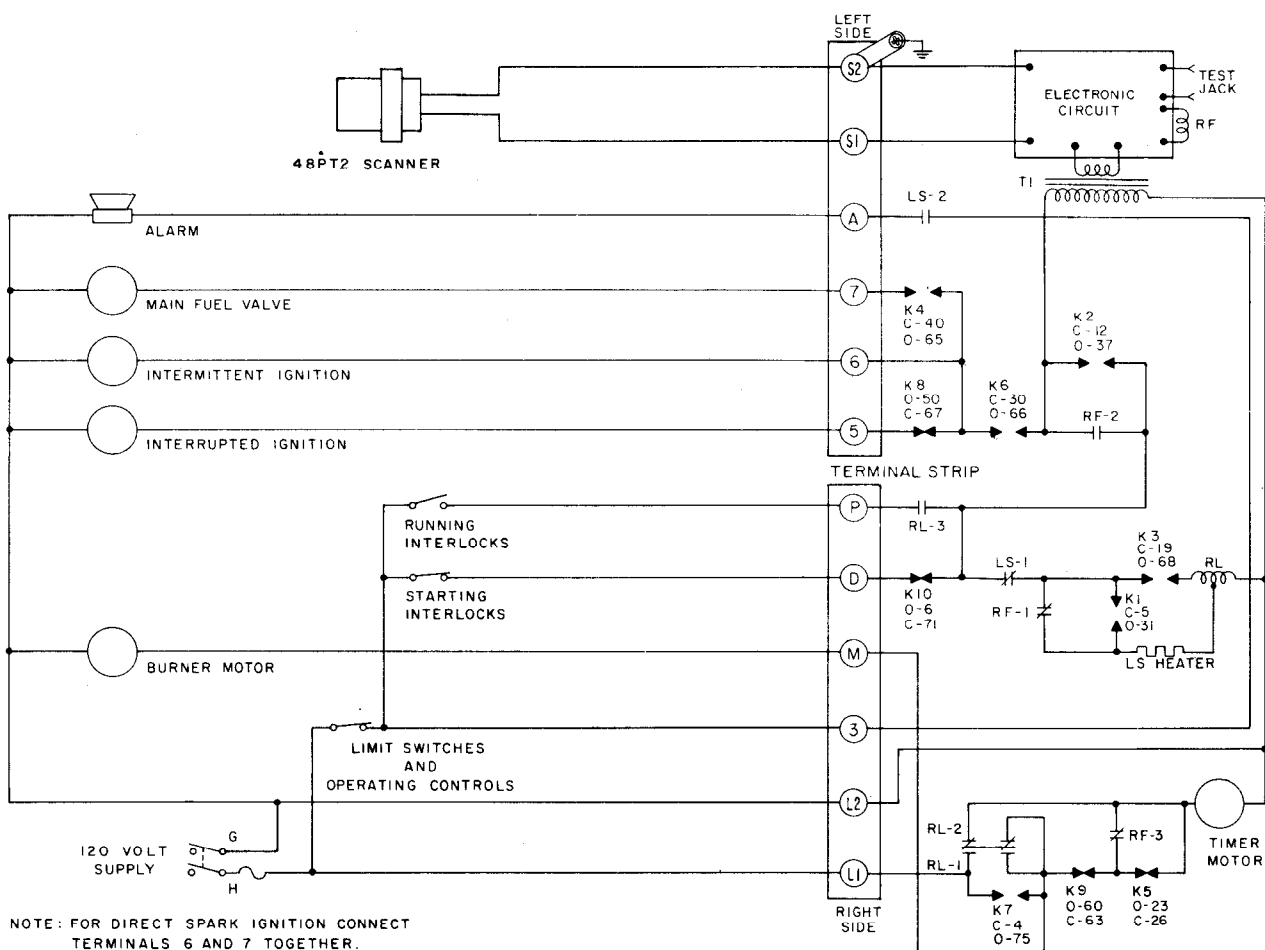 LEFT
SIDE
S2
TEST
JACK
ELECTRONIC
CIRCUIT
RF
S1
48PT2 SCANNER
T1
LS-2
A
ALARM
7
MAIN FUEL VALVE
K4
C-40
O-65
K2
C-12
O-37
6
INTERMITTENT IGNITION
K8
O-50
C-67
K6
C-30
O-66
RF-2
5
INTERRUPTED IGNITION
TERMINAL STRIP
P
RL-3
RUNNING
INTERLOCKS
K3
C-19
O-68
RL
LS-1
D
STARTING
INTERLOCKS
K10
O-6
C-71
RF-1
K1
C-5
O-31
M
BURNER MOTOR
LS HEATER
3
LIMIT SWITCHES
AND
OPERATING CONTROLS
L2
G
120 VOLT
SUPPLY
H
RL-2
RL-1
RF-3
TIMER
MOTOR
L1
K9
O-60
C-63
K5
O-23
C-26
K7
C-4
O-75
RIGHT
SIDE
NOTE: FOR DIRECT SPARK IGNITION CONNECT
TERMINALS 6 AND 7 TOGETHER.